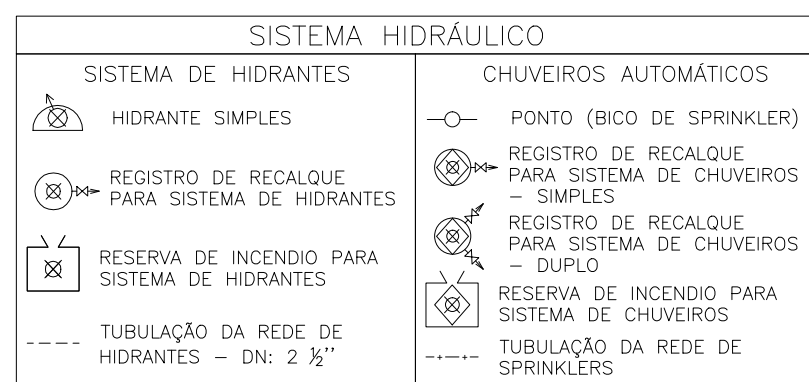 SISTEMA HIDRÁULICO
SISTEMA DE HIDRANTES
HIDRANTE SIMPLES
REGISTRO DE RECALQUE
PARA SISTEMA DE HIDRANTES
RESERVA DE INCENDIO PARA
SISTEMA DE HIDRANTES
TUBULAÇÃO DA REDE DE
HIDRANTES – DN: 2 ½''
CHUVEIROS AUTOMÁTICOS
PONTO (BICO DE SPRINKLER)
REGISTRO DE RECALQUE
PARA SISTEMA DE CHUVEIROS
– SIMPLES
REGISTRO DE RECALQUE
PARA SISTEMA DE CHUVEIROS
– DUPLO
RESERVA DE INCENDIO PARA
SISTEMA DE CHUVEIROS
TUBULAÇÃO DA REDE DE
SPRINKLERS